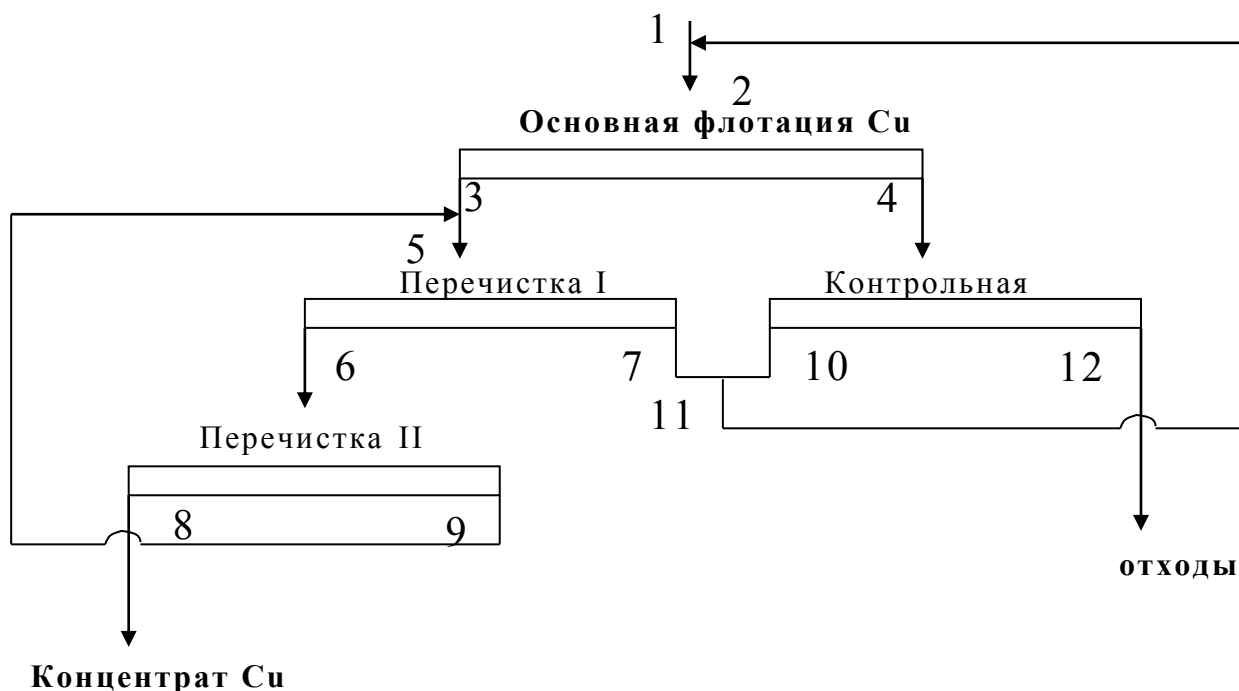 1
2
Основная флотация Cu
3
4
5
Перечистка I
Контрольная
6
7
10
12
11
Перечистка II
8
9
отходы
Концентрат Cu